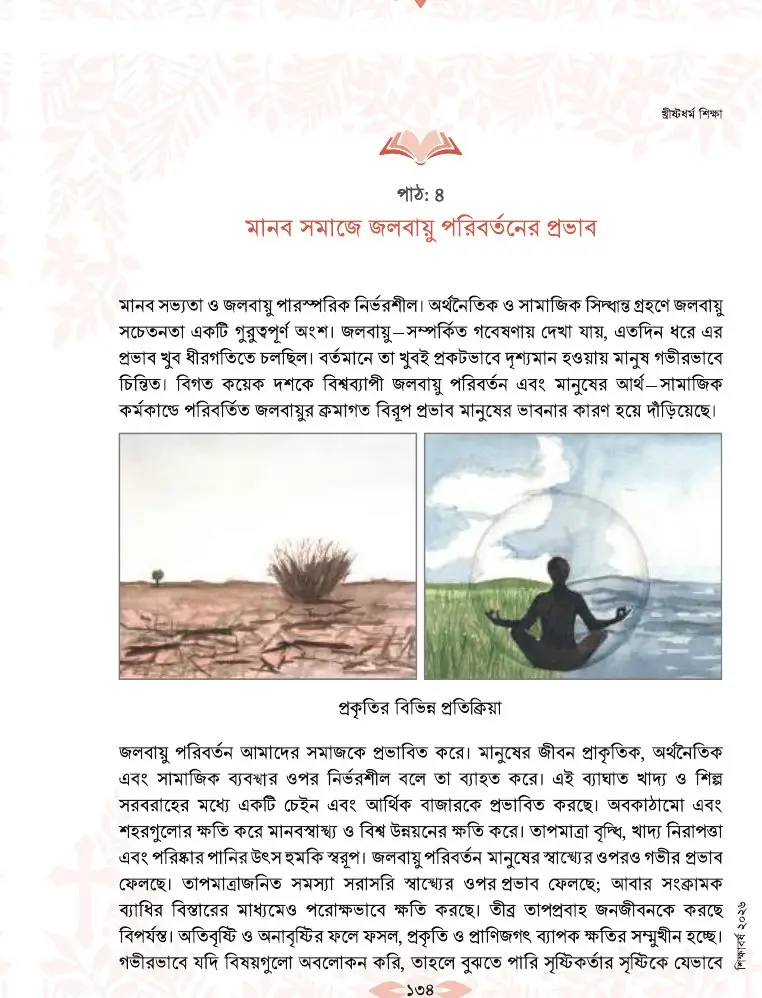 খ্রীষ্টধর্ম শিক্ষা
পাঠ: ৪
মানব সমাজে জলবায়ু পরিবর্তনের প্রভাব
মানব সভ্যতা ও জলবায়ু পারস্পরিক নির্ভরশীল। অর্থনৈতিক ও সামাজিক সিদ্ধান্ত গ্রহণে জলবায়ু
সচেতনতা একটি গুরুত্বপূর্ণ অংশ। জলবায়ু–সম্পর্কিত গবেষণায় দেখা যায়, এতদিন ধরে এর
প্রভাব খুব ধীরগতিতে চলছিল। বর্তমানে তা খুবই প্রকটভাবে দৃশ্যমান হওয়ায় মানুষ গভীরভাবে
চিন্তিত। বিগত কয়েক দশকে বিশ্বব্যাপী জলবায়ু পরিবর্তন এবং মানুষের আর্থ–সামাজিক
কর্মকান্ডে পরিবর্তিত জলবায়ুর ক্রমাগত বিরূপ প্রভাব মানুষের ভাবনার কারণ হয়ে দাঁড়িয়েছে।
প্রকৃতির বিভিন্ন প্রতিক্রিয়া
জলবায়ু পরিবর্তন আমাদের সমাজকে প্রভাবিত করে। মানুষের জীবন প্রাকৃতিক, অর্থনৈতিক
এবং সামাজিক ব্যবস্থার ওপর নির্ভরশীল বলে তা ব্যাহত করে। এই ব্যাঘাত খাদ্য ও শিল্প
সরবরাহের মধ্যে একটি চেইন এবং আর্থিক বাজারকে প্রভাবিত করছে। অবকাঠামো এবং
শহরগুলোর ক্ষতি করে মানবস্বাস্থ্য ও বিশ্ব উন্নয়নের ক্ষতি করে। তাপমাত্রা বৃদ্ধি, খাদ্য নিরাপত্তা
এবং পরিষ্কার পানির উৎস হুমকি স্বরূপ। জলবায়ু পরিবর্তন মানুষের স্বাস্থ্যের ওপরও গভীর প্রভাব
ফেলছে। তাপমাত্রাজনিত সমস্যা সরাসরি স্বাস্থ্যের ওপর প্রভাব ফেলছে; আবার সংক্রামক
ব্যাধির বিস্তারের মাধ্যমেও পরোক্ষভাবে ক্ষতি করছে। তীব্র তাপপ্রবাহ জনজীবনকে করছে
বিপর্যস্ত। অতিবৃষ্টি ও অনাবৃষ্টির ফলে ফসল, প্রকৃতি ও প্রাণিজগৎ ব্যাপক ক্ষতির সম্মুখীন হচ্ছে।
গভীরভাবে যদি বিষয়গুলো অবলোকন করি, তাহলে বুঝতে পারি সৃষ্টিকর্তার সৃষ্টিকে যেভাবে
শিক্ষাবর্ষ ২০২৬
১৩৪